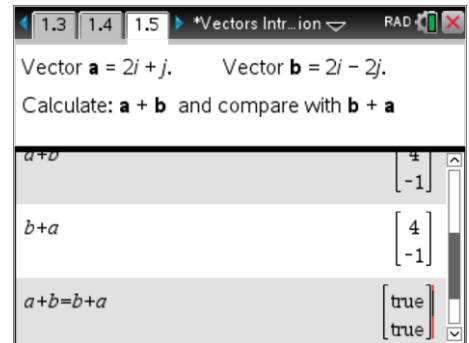 1.3 1.4 1.5 *Vectors Intr...ion RAD
Vector a = 2i + j. Vector b = 2i − 2j.
Calculate: a + b and compare with b + a
a+b [4 -1]
b+a [4 -1]
a+b=b+a [true true]